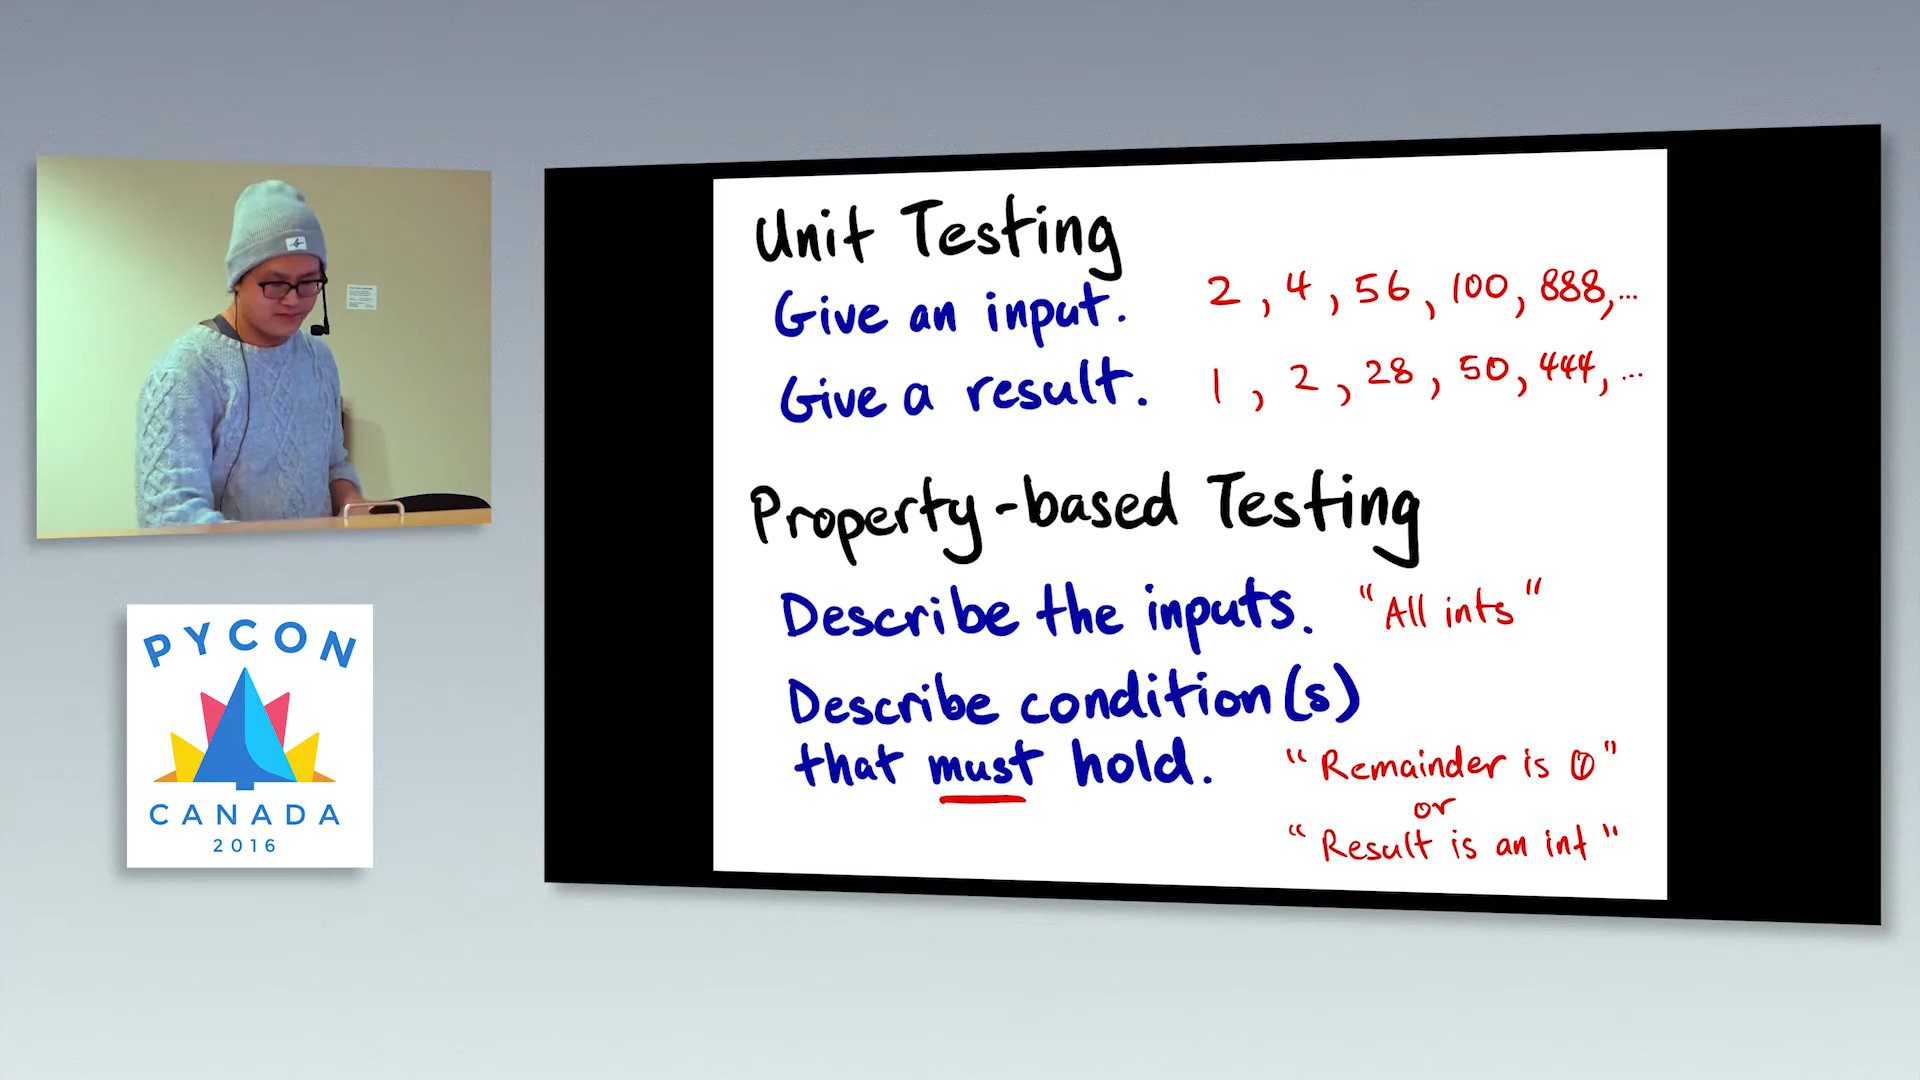 Unit Testing
Give an input. 2, 4, 56, 100, 888, ...
Give a result. 1, 2, 28, 50, 444, ...
Property-based Testing
Describe the inputs. "All ints"
Describe condition(s)
that must hold. "Remainder is 0"
or
"Result is an int"
PYCON
CANADA
2016